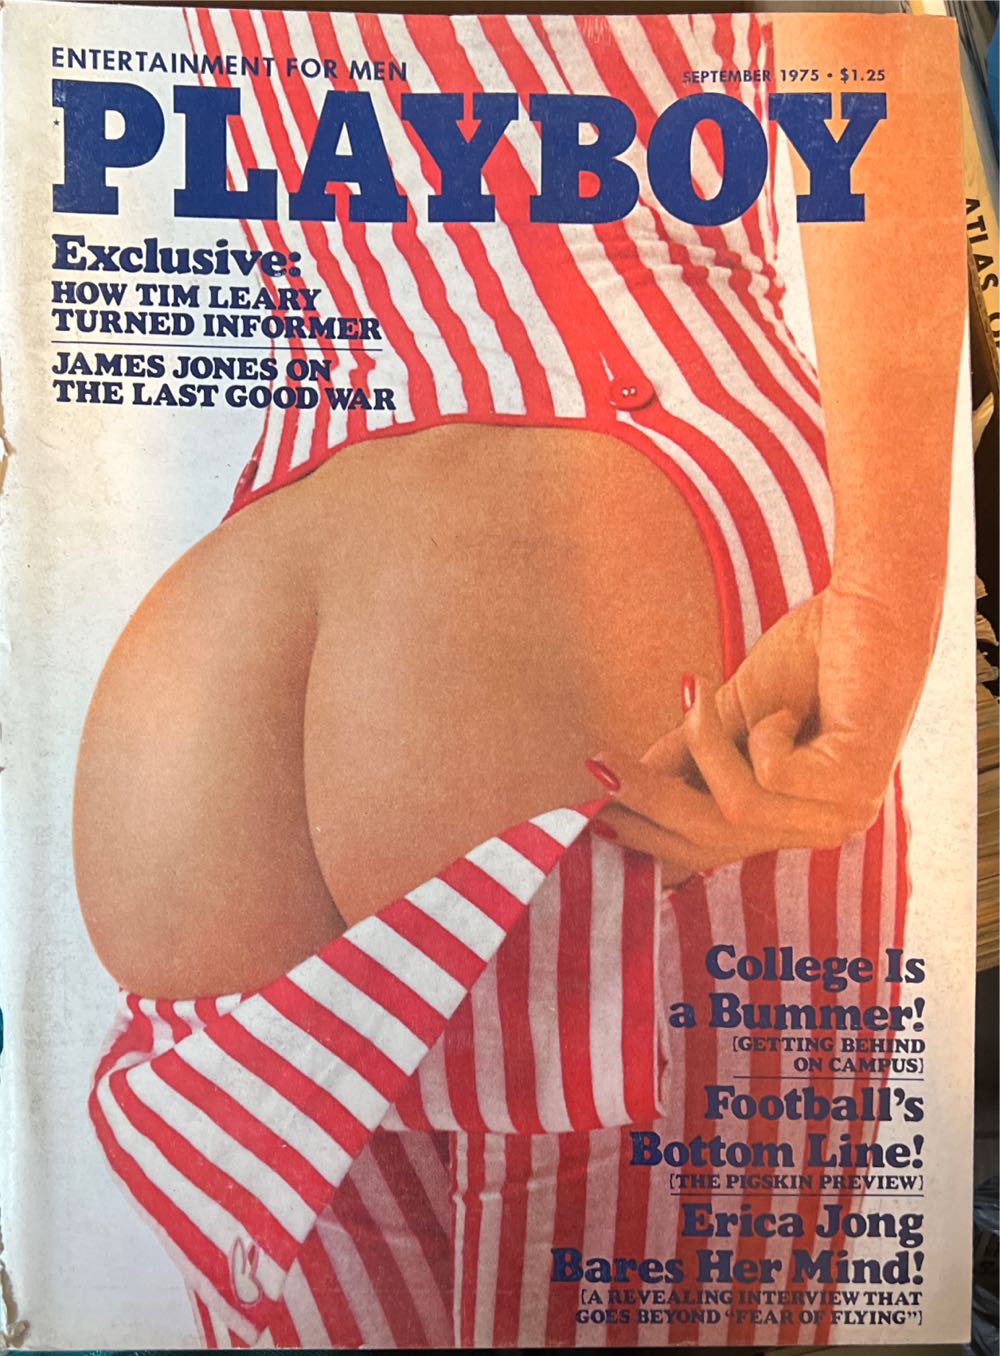 ENTERTAINMENT FOR MEN
SEPTEMBER 1975 • $1.25
PLAYBOY
Exclusive:
HOW TIM LEARY
TURNED INFORMER
JAMES JONES ON
THE LAST GOOD WAR
ATLAS
College Is
a Bummer!
[GETTING BEHIND
ON CAMPUS]
Football's
Bottom Line!
[THE PIGSKIN PREVIEW]
Erica Jong
Bares Her Mind!
[A REVEALING INTERVIEW THAT
GOES BEYOND "FEAR OF FLYING"]